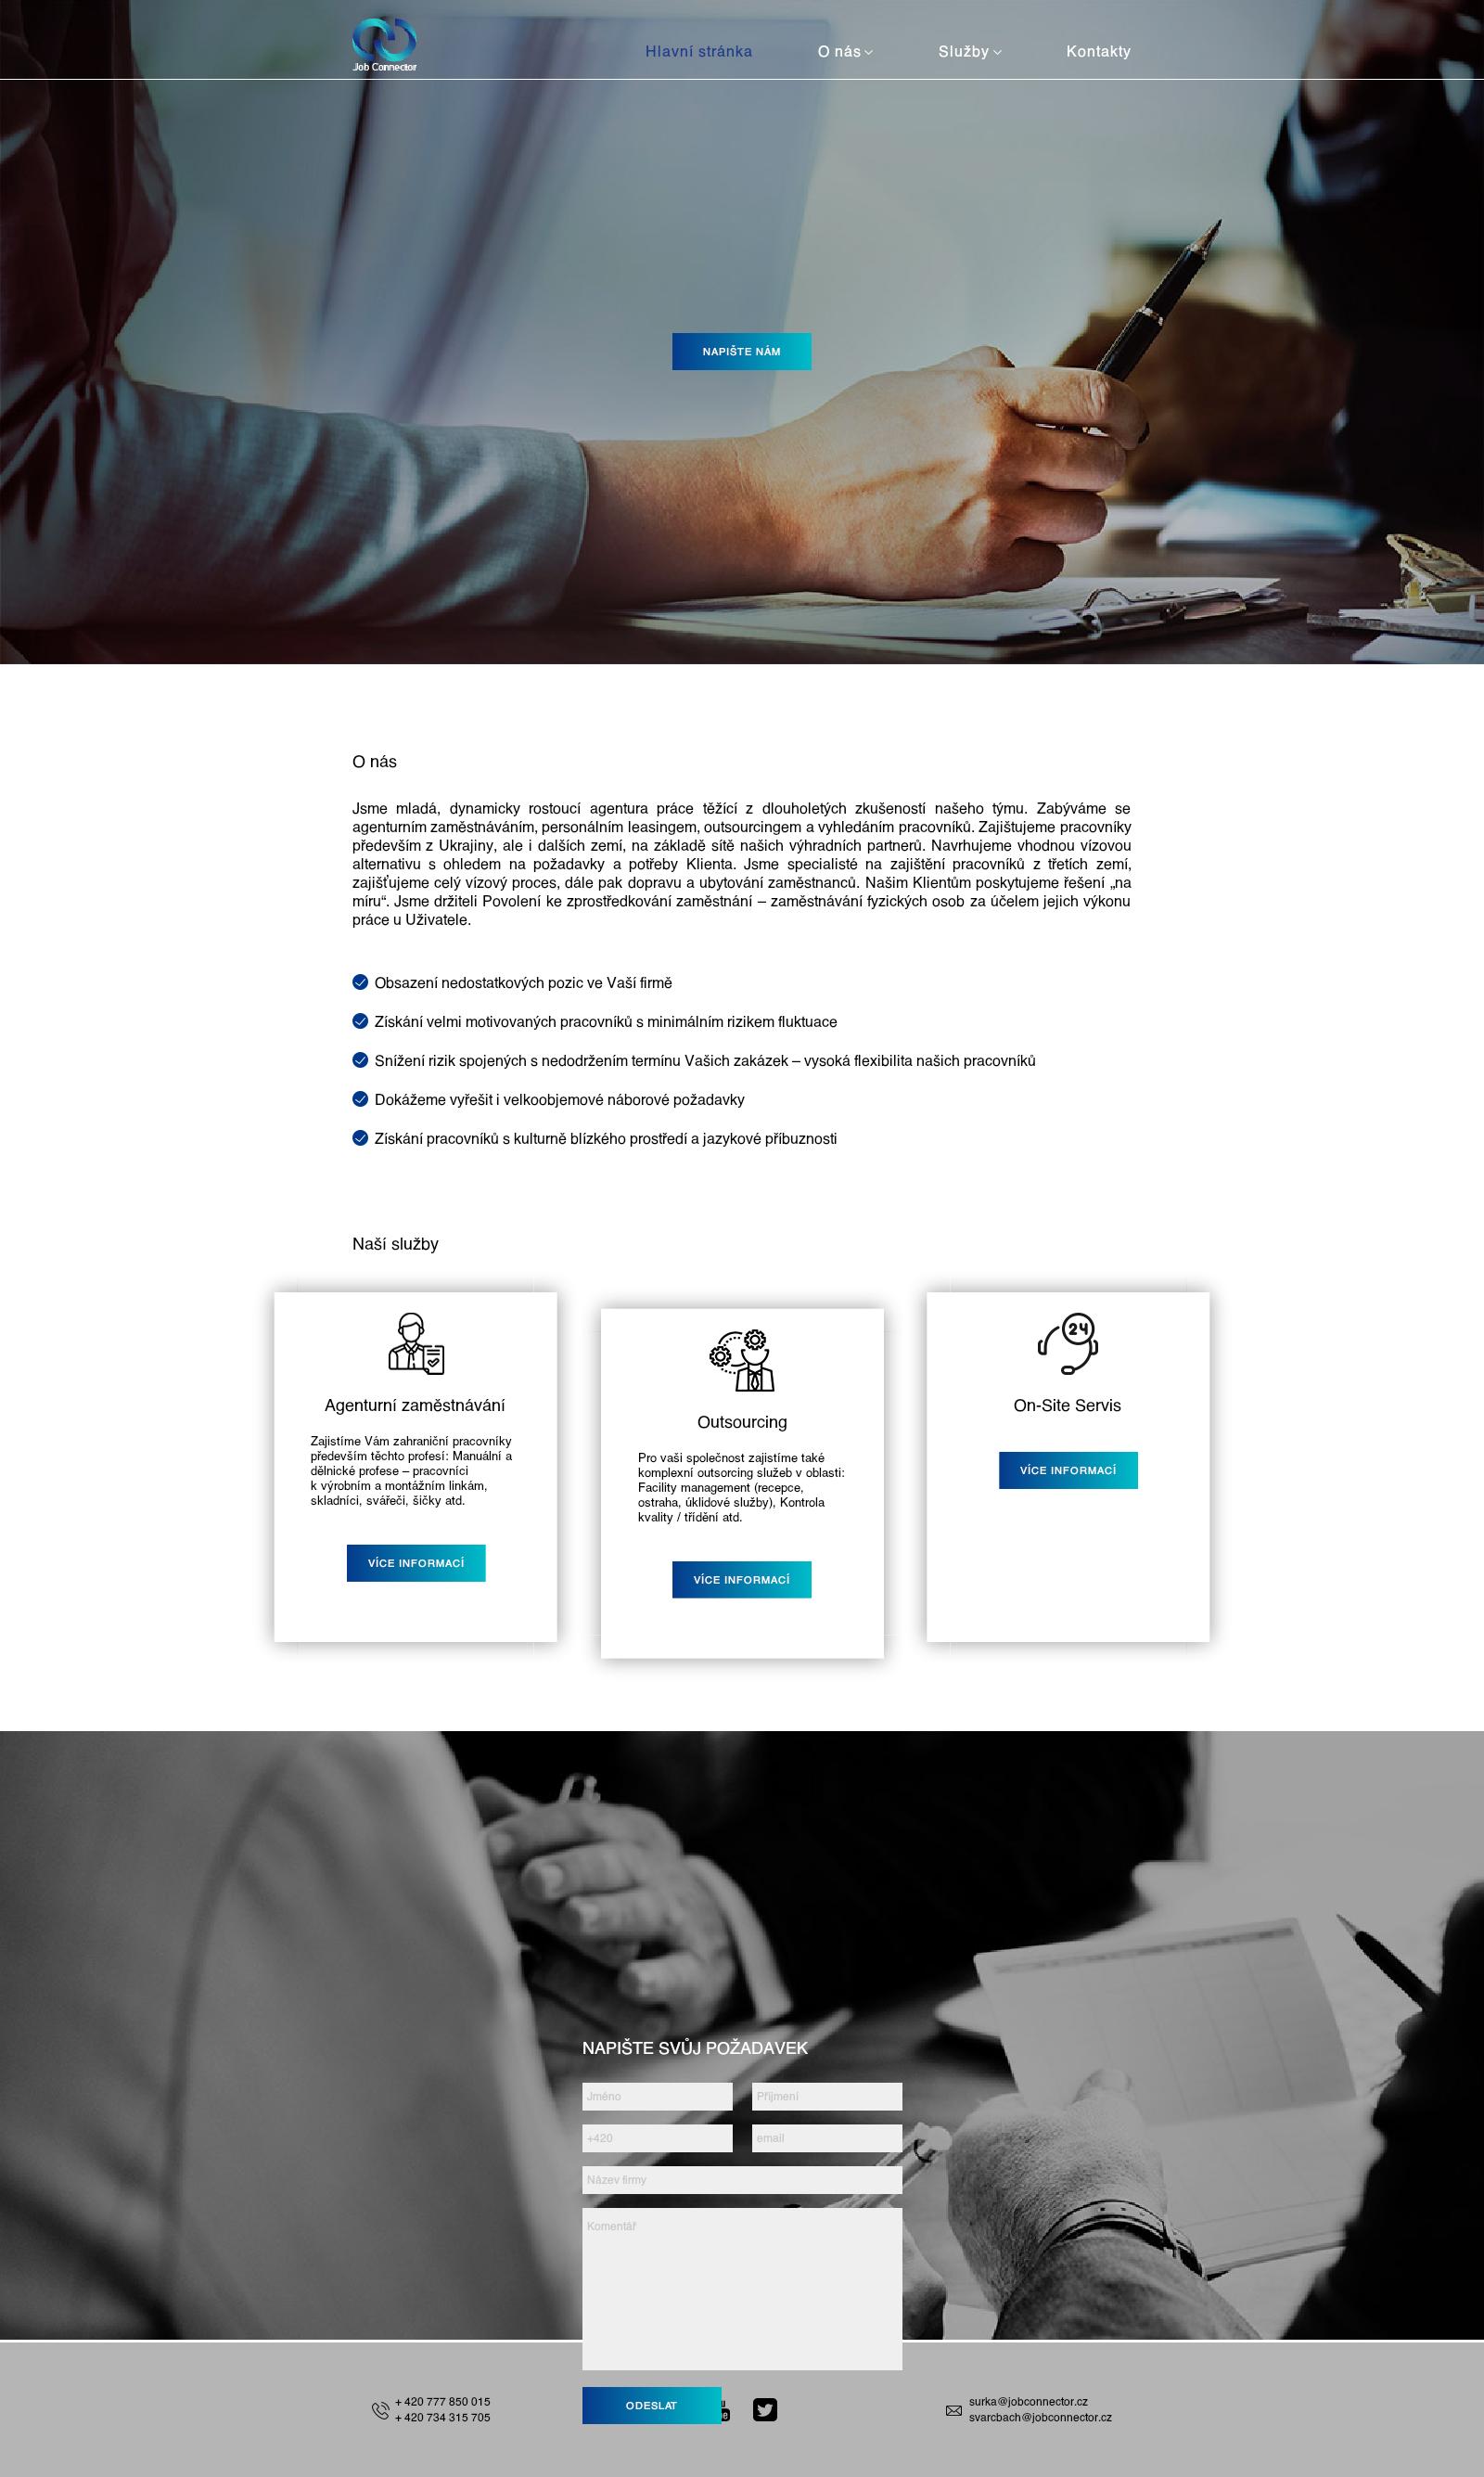 Job Connector
Hlavní stránka
O nás
Služby
Kontakty
NAPIŠTE NÁM
O nás
Jsme mladá, dynamicky rostoucí agentura práce těžící z dlouholetých zkušeností našeho týmu. Zabýváme se
agenturním zaměstnáváním, personálním leasingem, outsourcingem a vyhledáním pracovníků. Zajištujeme pracovníky
především z Ukrajiny, ale i dalších zemí, na základě sítě našich výhradních partnerů. Navrhujeme vhodnou vízovou
alternativu s ohledem na požadavky a potřeby Klienta. Jsme specialisté na zajištění pracovníků z třetích zemí,
zajišťujeme celý vízový proces, dále pak dopravu a ubytování zaměstnanců. Našim Klientům poskytujeme řešení „na
míru“. Jsme držiteli Povolení ke zprostředkování zaměstnání – zaměstnávání fyzických osob za účelem jejich výkonu
práce u Uživatele.
Obsazení nedostatkových pozic ve Vaší firmě
Získání velmi motivovaných pracovníků s minimálním rizikem fluktuace
Snížení rizik spojených s nedodržením termínu Vašich zakázek – vysoká flexibilita našich pracovníků
Dokážeme vyřešit i velkoobjemové náborové požadavky
Získání pracovníků s kulturně blízkého prostředí a jazykové příbuznosti
Naší služby
Agenturní zaměstnávání
Zajistíme Vám zahraniční pracovníky
především těchto profesí: Manuální a
dělnické profese – pracovníci
k výrobním a montážním linkám,
skladníci, svářeči, šičky atd.
VÍCE INFORMACÍ
Outsourcing
Pro vaši společnost zajistíme také
komplexní outsorcing služeb v oblasti:
Facility management (recepce,
ostraha, úklidové služby), Kontrola
kvality / třídění atd.
VÍCE INFORMACÍ
24
On-Site Servis
VÍCE INFORMACÍ
NAPIŠTE SVŮJ POŽADAVEK
Jméno
Příjmení
+420
email
Název firmy
Komentář
ODESLAT
+ 420 777 850 015
+ 420 734 315 705
surka@jobconnector.cz
svarcbach@jobconnector.cz